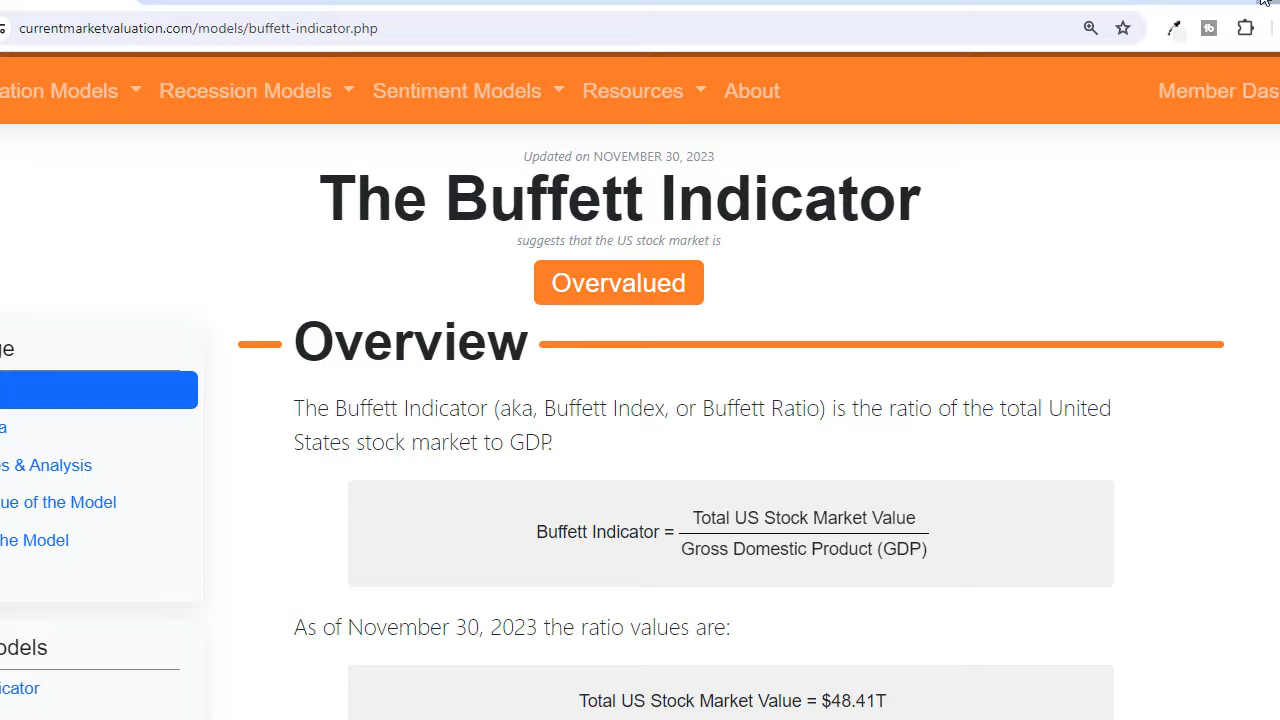 currentmarketvaluation.com/models/buffett-indicator.php
ation Models Recession Models Sentiment Models Resources About Member Das
Updated on NOVEMBER 30, 2023
The Buffett Indicator
suggests that the US stock market is
Overvalued
ge
a
es & Analysis
ue of the Model
he Model
odels
icator
Overview
The Buffett Indicator (aka, Buffett Index, or Buffett Ratio) is the ratio of the total United
States stock market to GDP.
Buffett Indicator = Total US Stock Market Value
Gross Domestic Product (GDP)
As of November 30, 2023 the ratio values are:
Total US Stock Market Value = $48.41T